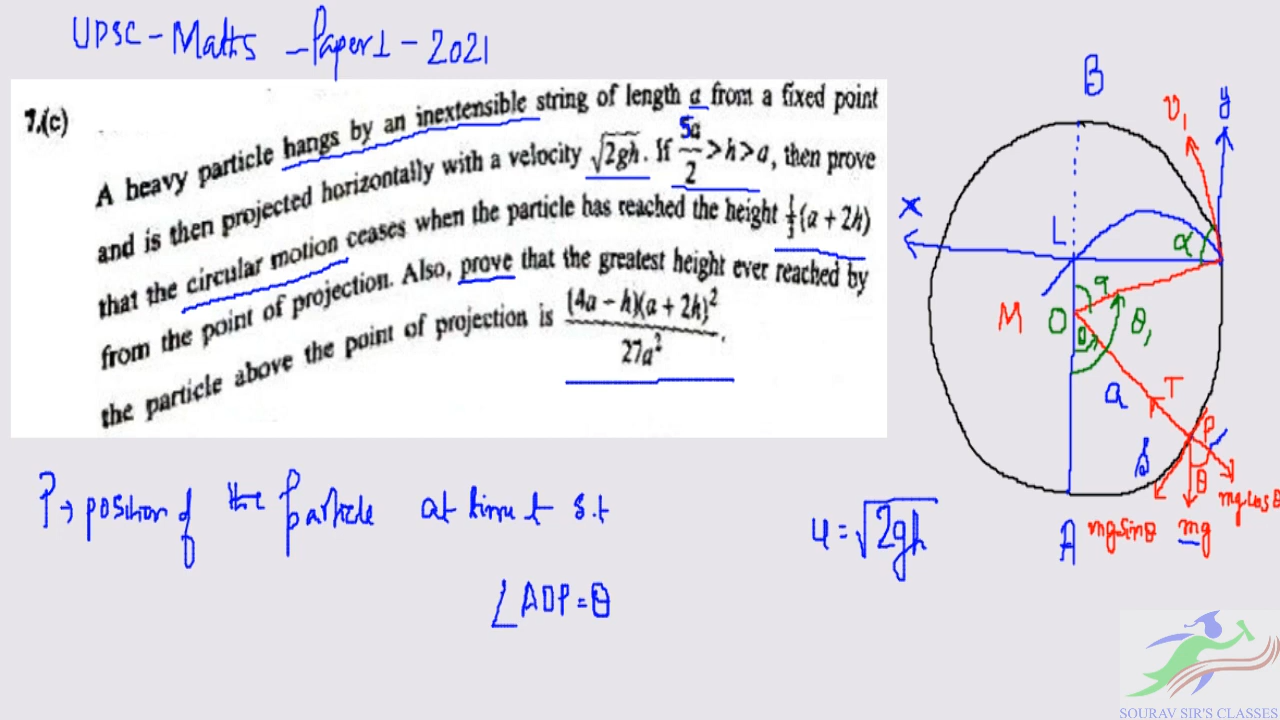 UPSC - Maths - Paper 1 - 2021
7.(c)
A heavy particle hangs by an inextensible string of length a from a fixed point
and is then projected horizontally with a velocity √2gh. If 5a/2 > h > a, then prove
that the circular motion ceases when the particle has reached the height 1/3(a + 2h)
from the point of projection. Also, prove that the greatest height ever reached by
the particle above the point of projection is (4a − h)(a + 2h)²/27a².
P → position of the Particle at time t s.t
∠AOP = θ
u = √2gh
B
v₁
y
x
L
α
M
O
θ
θ₁
a
T
P
θ
A
mg sinθ
mg
mg cosθ
SOURAV SIR'S CLASSES